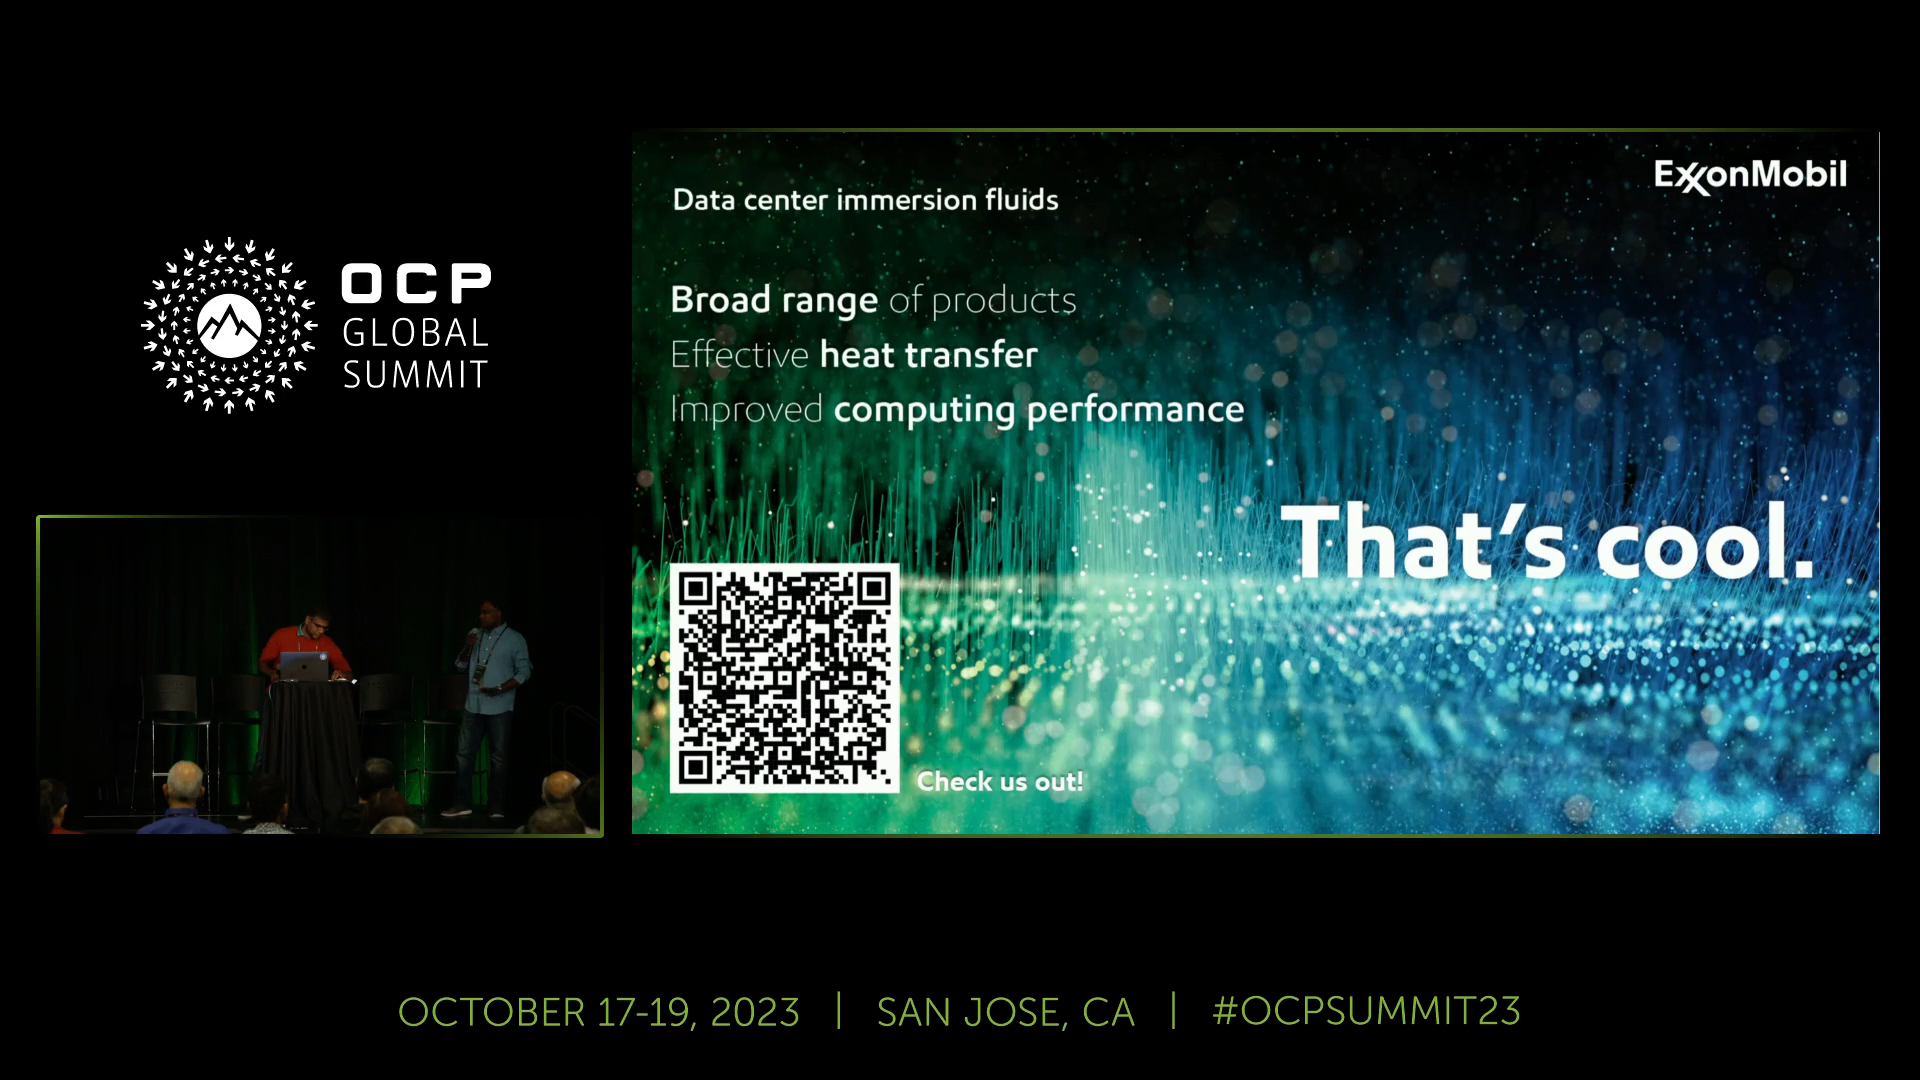 OCP
GLOBAL
SUMMIT
ExxonMobil
Data center immersion fluids
Broad range of products
Effective heat transfer
Improved computing performance
That's cool.
Check us out!
OCTOBER 17-19, 2023 | SAN JOSE, CA | #OCPSUMMIT23